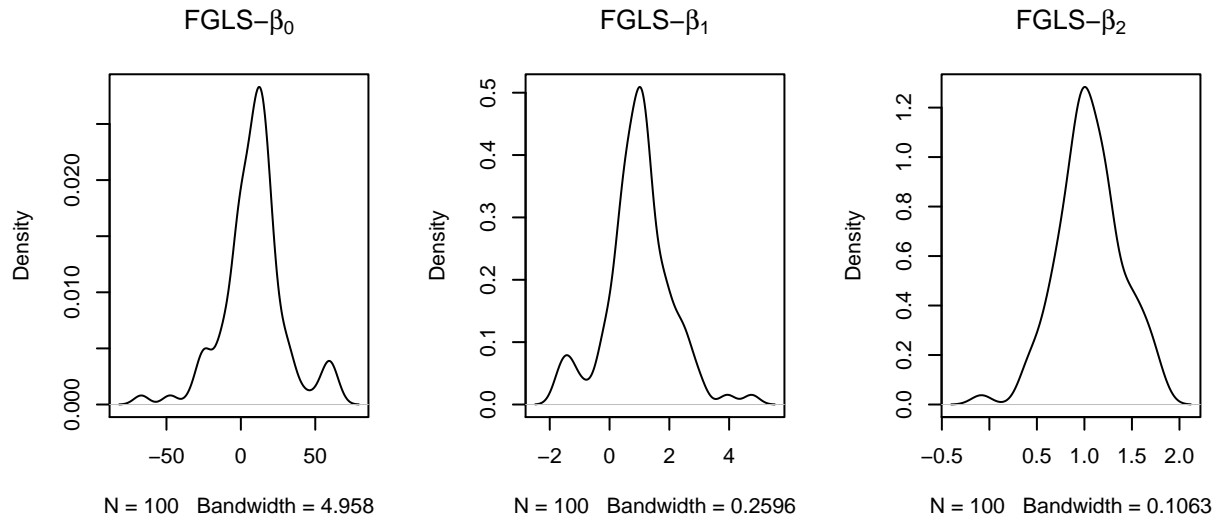 FGLS−β0
Density
0.000 0.010 0.020
−50 0 50
N = 100 Bandwidth = 4.958
FGLS−β1
Density
0.0 0.1 0.2 0.3 0.4 0.5
−2 0 2 4
N = 100 Bandwidth = 0.2596
FGLS−β2
Density
0.0 0.2 0.4 0.6 0.8 1.0 1.2
−0.5 0.5 1.0 1.5 2.0
N = 100 Bandwidth = 0.1063